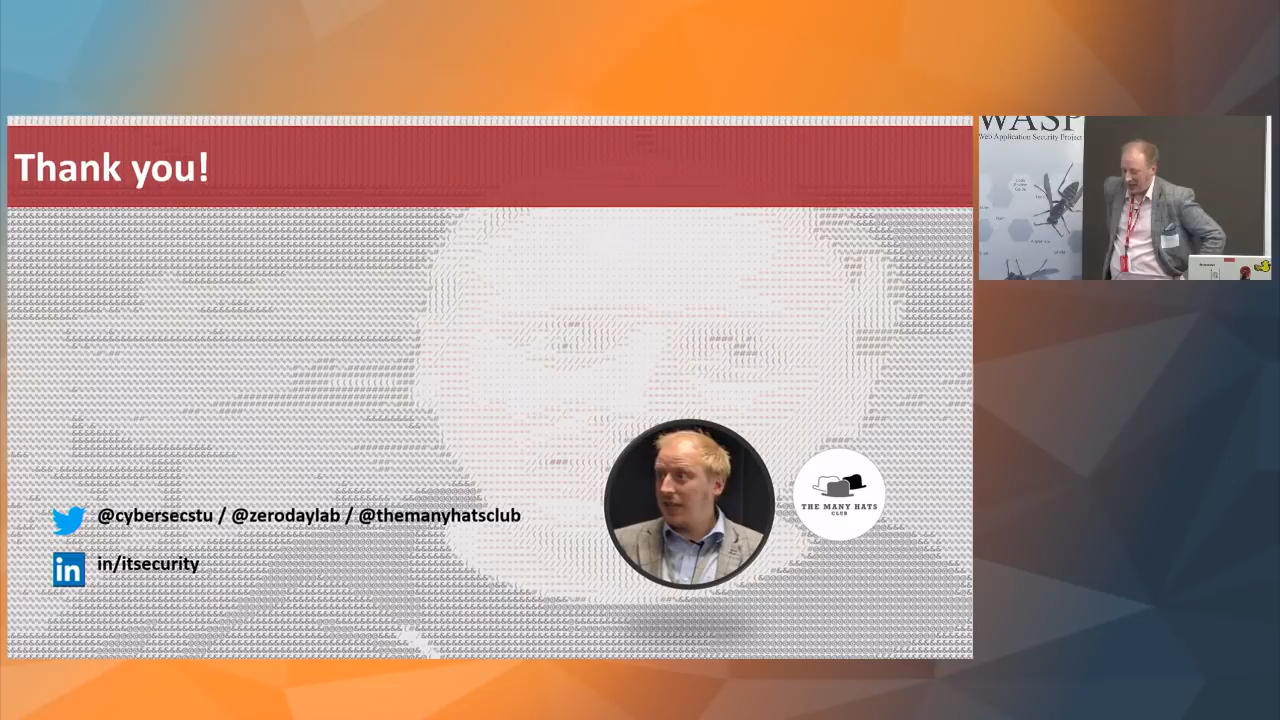 Thank you!
@cybersecstu / @zerodaylab / @themanyhatsclub
in/itsecurity
THE MANY HATS
CLUB
WASP
Web Application Security Project